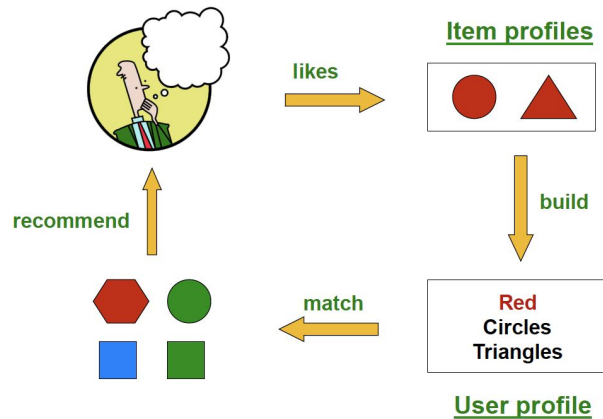 Item profiles
likes
build
recommend
match
Red
Circles
Triangles
User profile